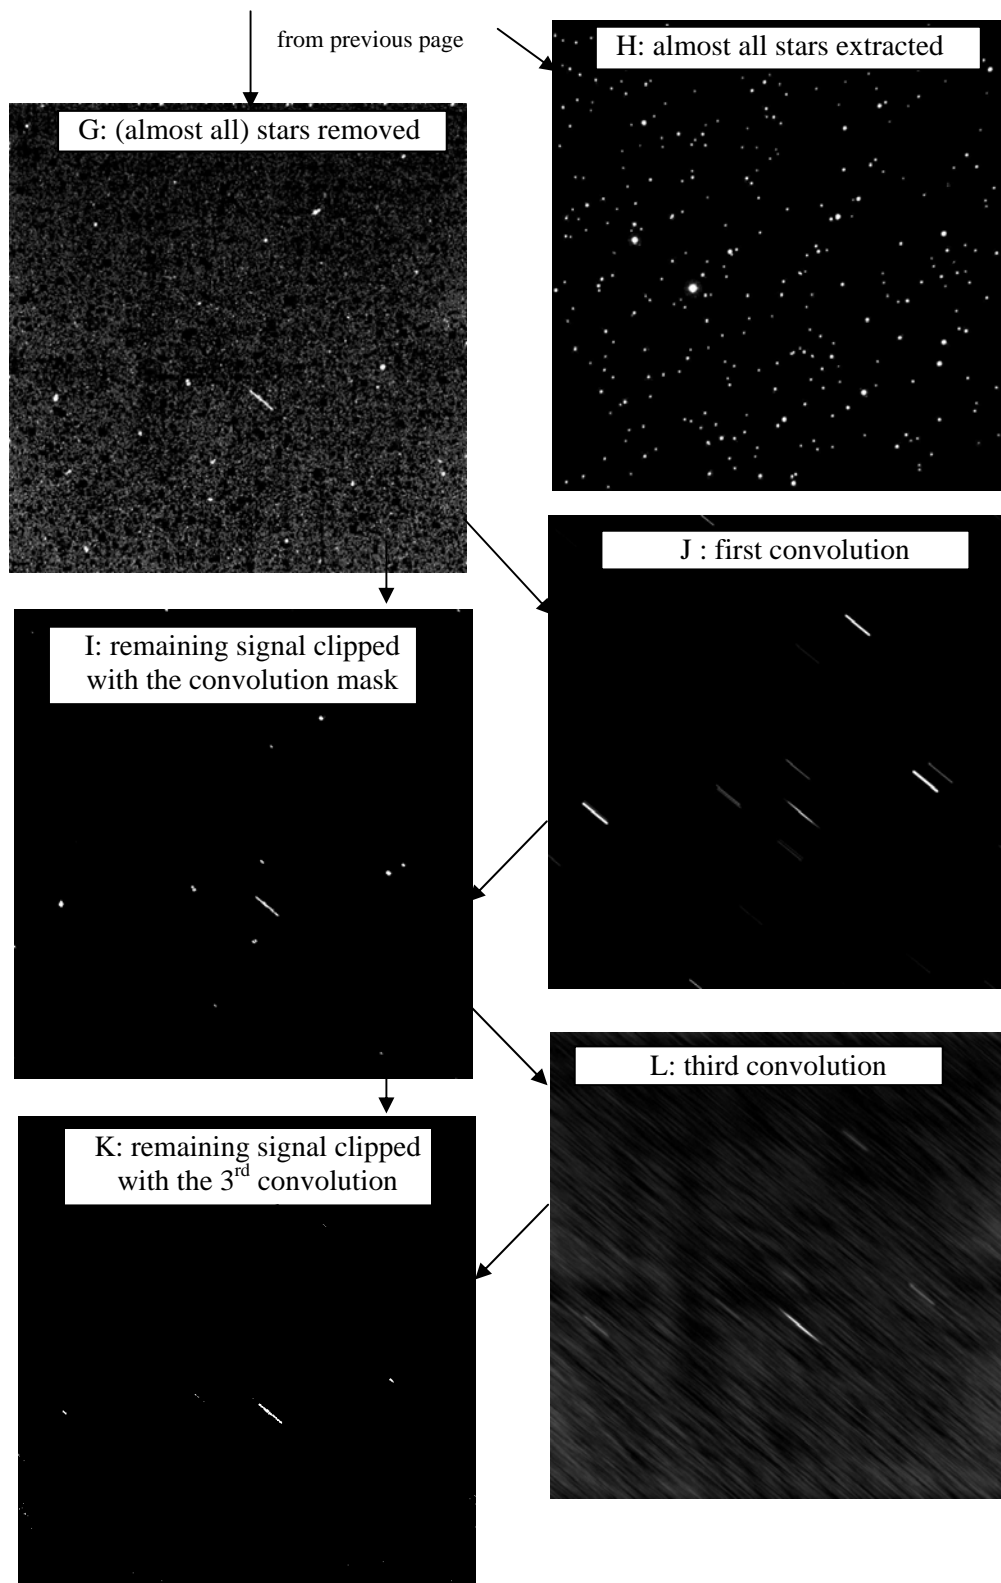 from previous page
H: almost all stars extracted
G: (almost all) stars removed
J : first convolution
I: remaining signal clipped
with the convolution mask
L: third convolution
K: remaining signal clipped
with the 3rd convolution